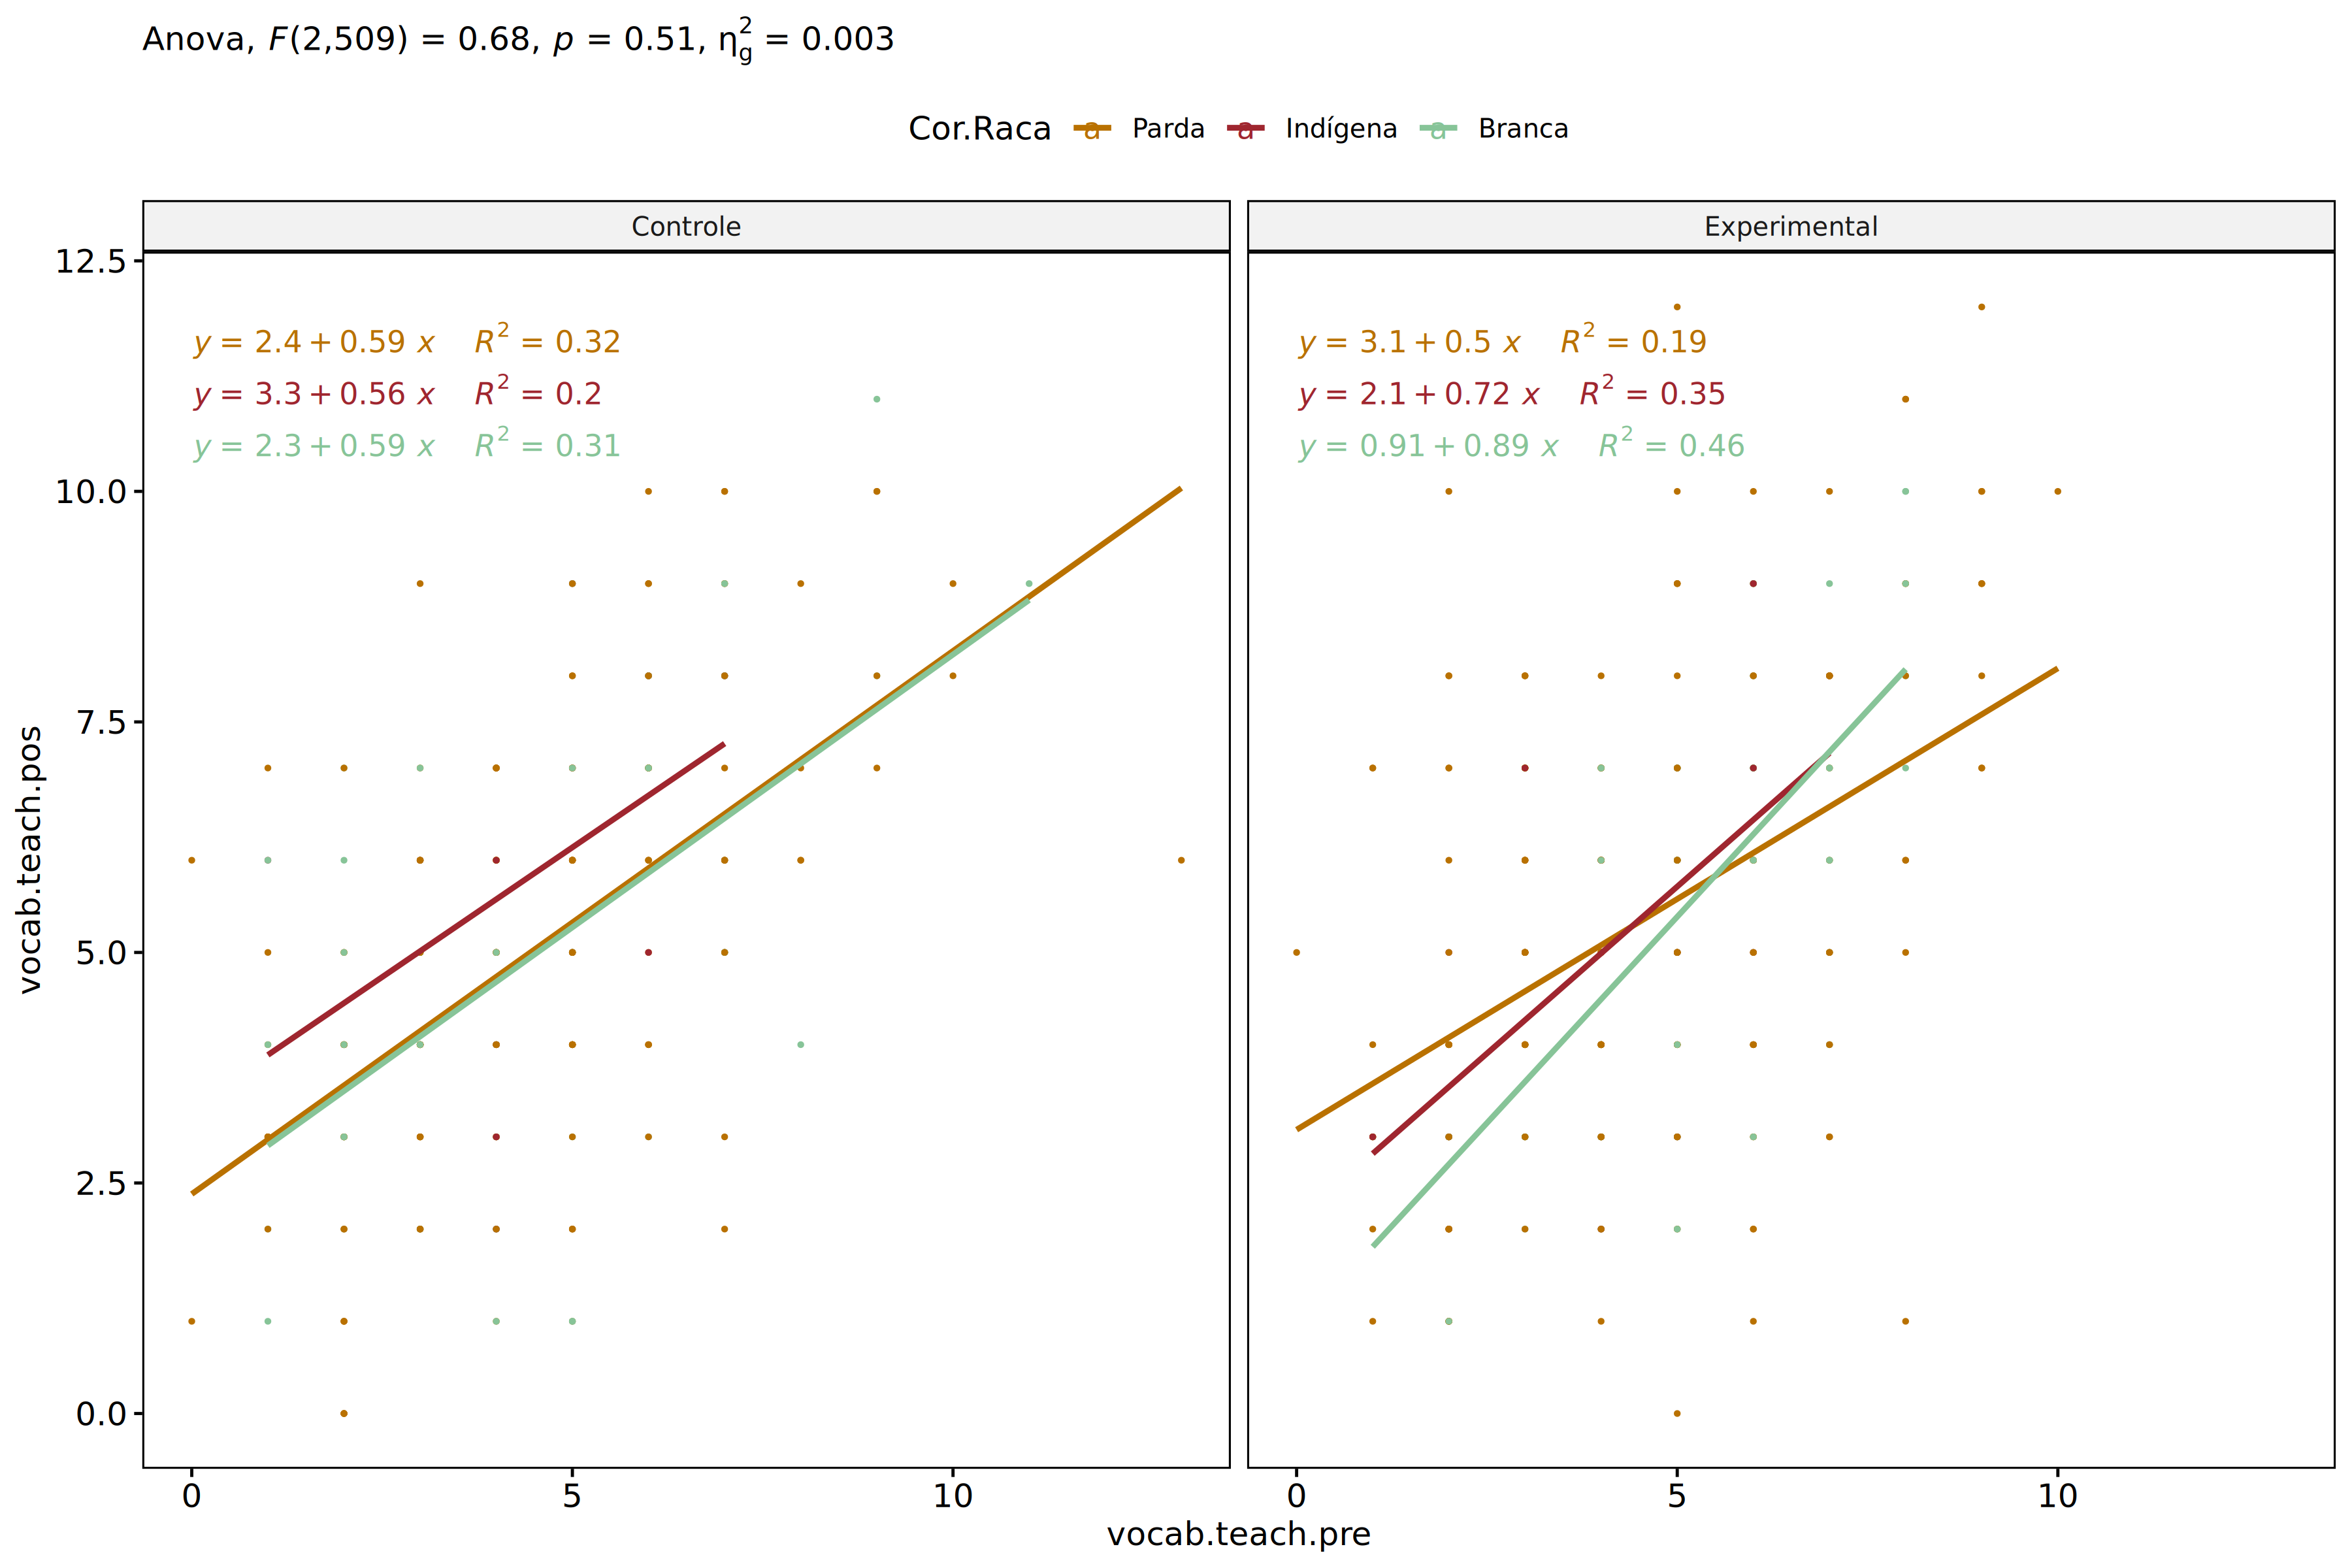 Anova, F(2,509) = 0.68, p = 0.51, η²g = 0.003
Cor.Raca a Parda a Indígena a Branca
Controle
Experimental
y = 2.4 + 0.59 x R² = 0.32
y = 3.3 + 0.56 x R² = 0.2
y = 2.3 + 0.59 x R² = 0.31
y = 3.1 + 0.5 x R² = 0.19
y = 2.1 + 0.72 x R² = 0.35
y = 0.91 + 0.89 x R² = 0.46
12.5
10.0
7.5
5.0
2.5
0.0
vocab.teach.pos
0 5 10
0 5 10
vocab.teach.pre